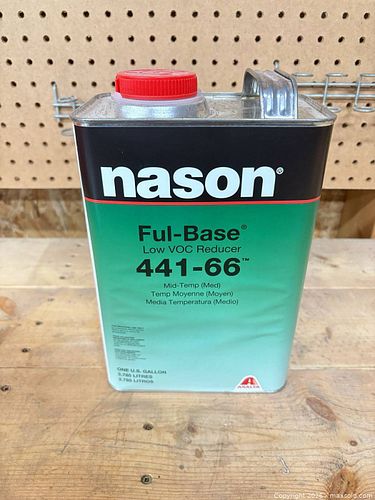 nason®
Ful-Base®
Low VOC Reducer
441-66™
Mid-Temp (Med)
Temp Moyenne (Moyen)
Media Temperatura (Medio)
ONE U.S. GALLON
3.785 LITRES
3.785 LITROS
AXALTA
Copyright 2024 - maxsold.com